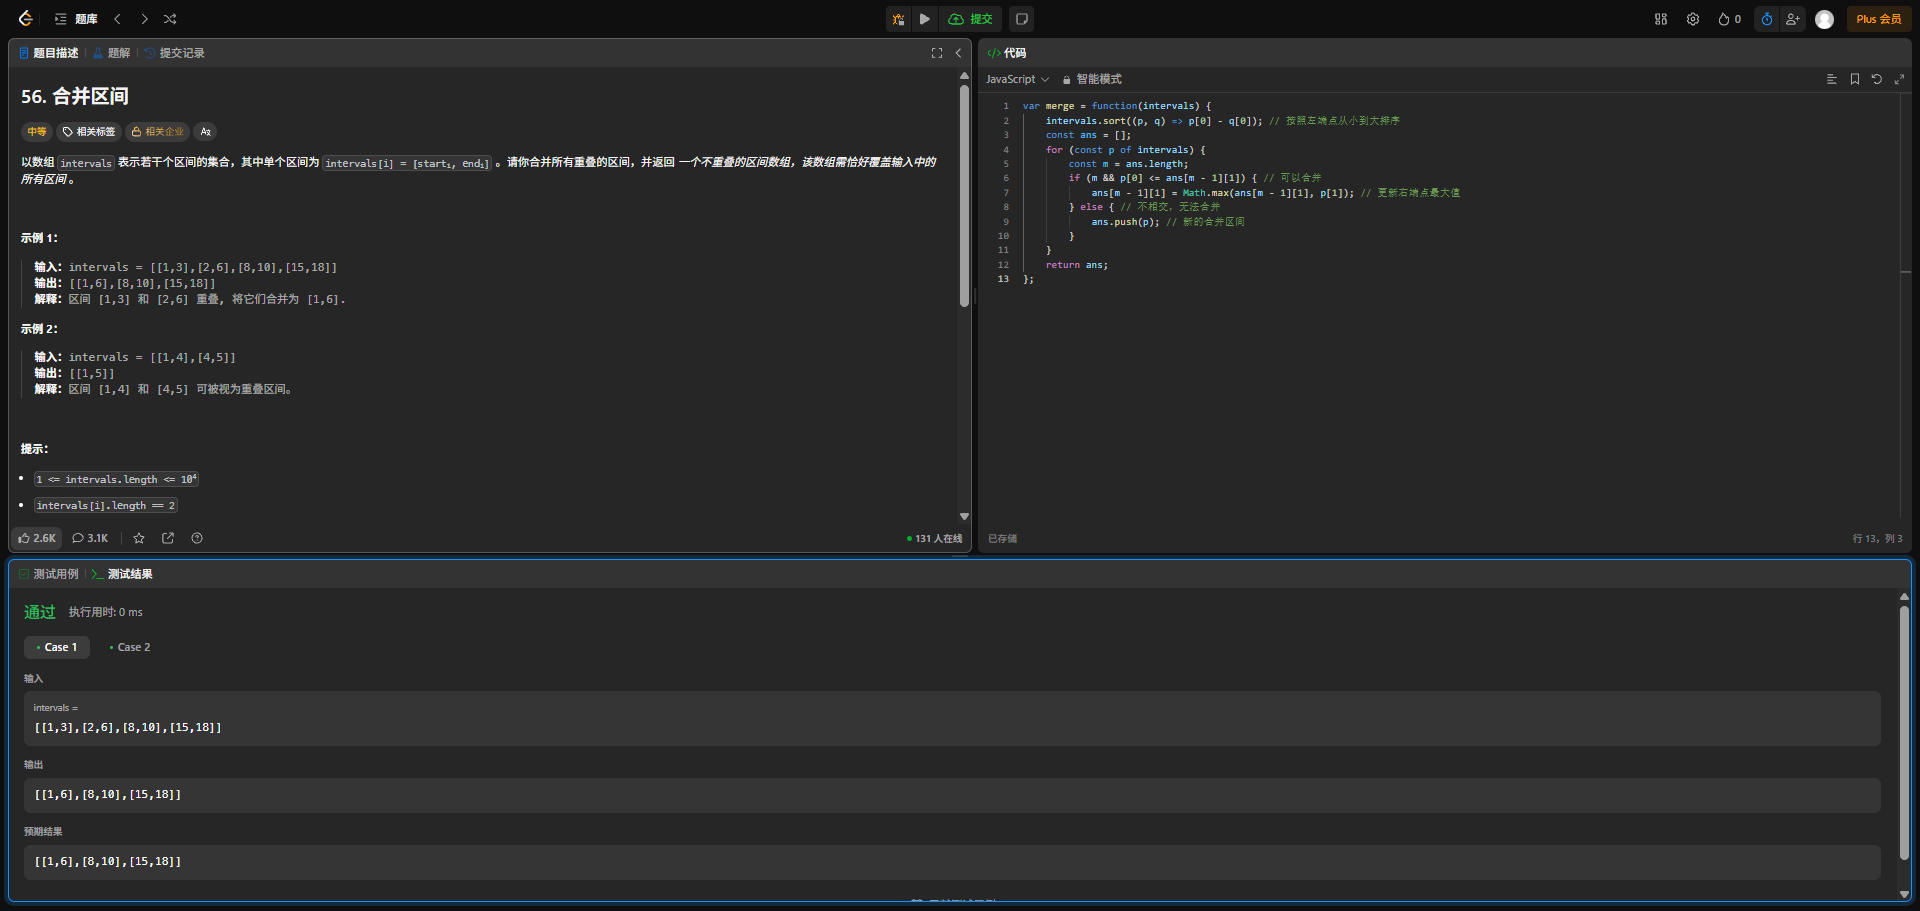 题库
提交
0
Plus 会员
题目描述
题解
提交记录
56. 合并区间
中等
相关标签
相关企业
以数组 intervals 表示若干个区间的集合，其中单个区间为 intervals[i] = [startᵢ, endᵢ] 。请你合并所有重叠的区间，并返回 一个不重叠的区间数组，该数组需恰好覆盖输入中的
所有区间 。
示例 1：
输入：intervals = [[1,3],[2,6],[8,10],[15,18]]
输出：[[1,6],[8,10],[15,18]]
解释：区间 [1,3] 和 [2,6] 重叠, 将它们合并为 [1,6].
示例 2：
输入：intervals = [[1,4],[4,5]]
输出：[[1,5]]
解释：区间 [1,4] 和 [4,5] 可被视为重叠区间。
提示：
1 <= intervals.length <= 10⁴
intervals[i].length == 2
2.6K
3.1K
131 人在线
代码
JavaScript
智能模式
1 var merge = function(intervals) {
2 intervals.sort((p, q) => p[0] - q[0]); // 按照左端点从小到大排序
3 const ans = [];
4 for (const p of intervals) {
5 const m = ans.length;
6 if (m && p[0] <= ans[m - 1][1]) { // 可以合并
7 ans[m - 1][1] = Math.max(ans[m - 1][1], p[1]); // 更新右端点最大值
8 } else { // 不相交，无法合并
9 ans.push(p); // 新的合并区间
10 }
11 }
12 return ans;
13 };
已存储
行 13，列 3
测试用例
测试结果
通过
执行用时: 0 ms
Case 1
Case 2
输入
intervals =
[[1,3],[2,6],[8,10],[15,18]]
输出
[[1,6],[8,10],[15,18]]
预期结果
[[1,6],[8,10],[15,18]]